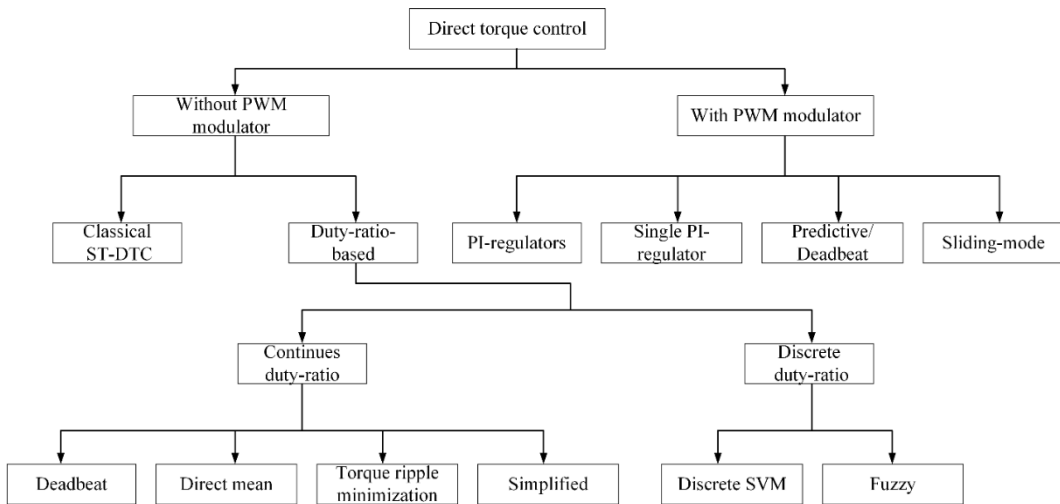 Direct torque control
Without PWM
modulator
With PWM modulator
Classical
ST-DTC
Duty-ratio-
based
PI-regulators
Single PI-
regulator
Predictive/
Deadbeat
Sliding-mode
Continues
duty-ratio
Discrete
duty-ratio
Deadbeat
Direct mean
Torque ripple
minimization
Simplified
Discrete SVM
Fuzzy